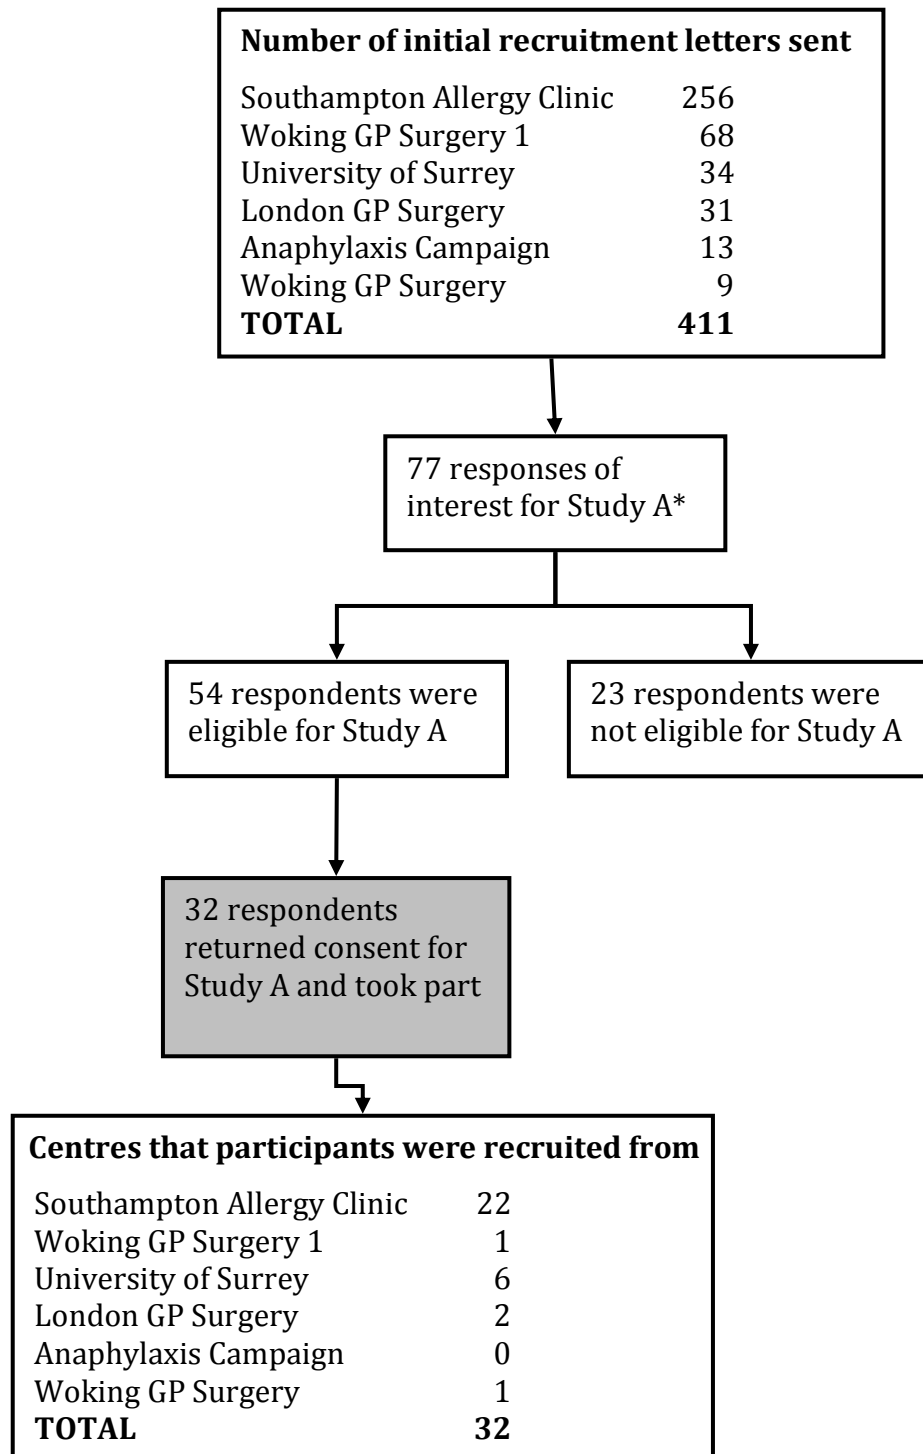 Number of initial recruitment letters sent
Southampton Allergy Clinic 256
Woking GP Surgery 1 68
University of Surrey 34
London GP Surgery 31
Anaphylaxis Campaign 13
Woking GP Surgery 9
TOTAL 411
77 responses of
interest for Study A*
54 respondents were
eligible for Study A
23 respondents were
not eligible for Study A
32 respondents
returned consent for
Study A and took part
Centres that participants were recruited from
Southampton Allergy Clinic 22
Woking GP Surgery 1 1
University of Surrey 6
London GP Surgery 2
Anaphylaxis Campaign 0
Woking GP Surgery 1
TOTAL 32